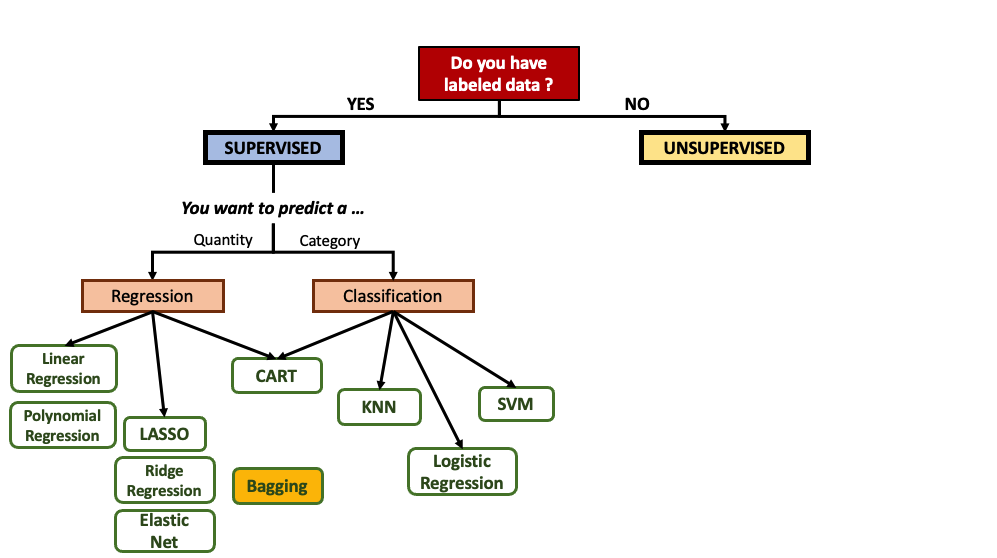 Do you have
labeled data ?
YES
NO
SUPERVISED
UNSUPERVISED
You want to predict a ...
Quantity
Category
Regression
Classification
Linear
Regression
CART
KNN
SVM
Polynomial
Regression
LASSO
Logistic
Regression
Ridge
Regression
Bagging
Elastic
Net